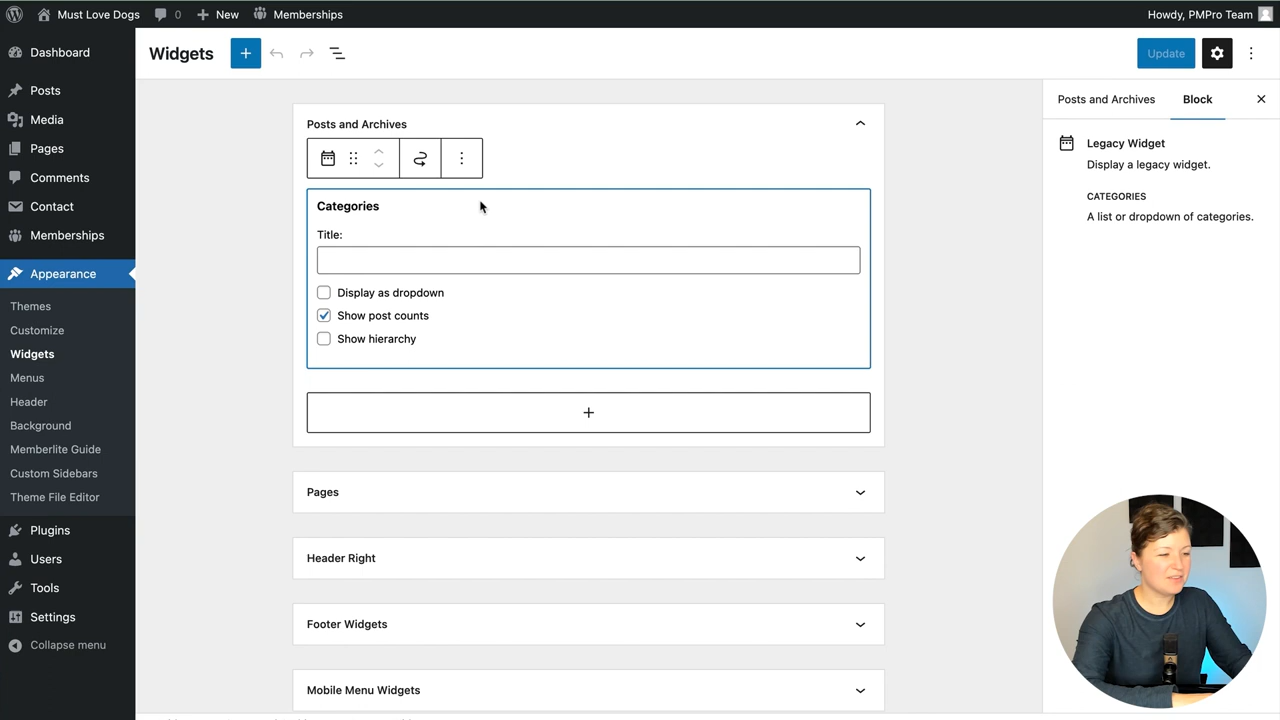 Must Love Dogs 0 New Memberships Howdy, PMPro Team
Dashboard
Posts
Media
Pages
Comments
Contact
Memberships
Appearance
Themes
Customize
Widgets
Menus
Header
Background
Memberlite Guide
Custom Sidebars
Theme File Editor
Plugins
Users
Tools
Settings
Collapse menu
Widgets
Update
Posts and Archives
Categories
Title:
Display as dropdown
Show post counts
Show hierarchy
Pages
Header Right
Footer Widgets
Mobile Menu Widgets
Posts and Archives Block
Legacy Widget
Display a legacy widget.
CATEGORIES
A list or dropdown of categories.